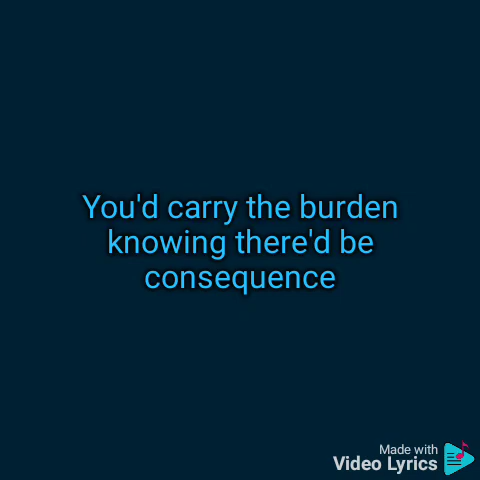 You'd carry the burden
knowing there'd be
consequence
Made with
Video Lyrics